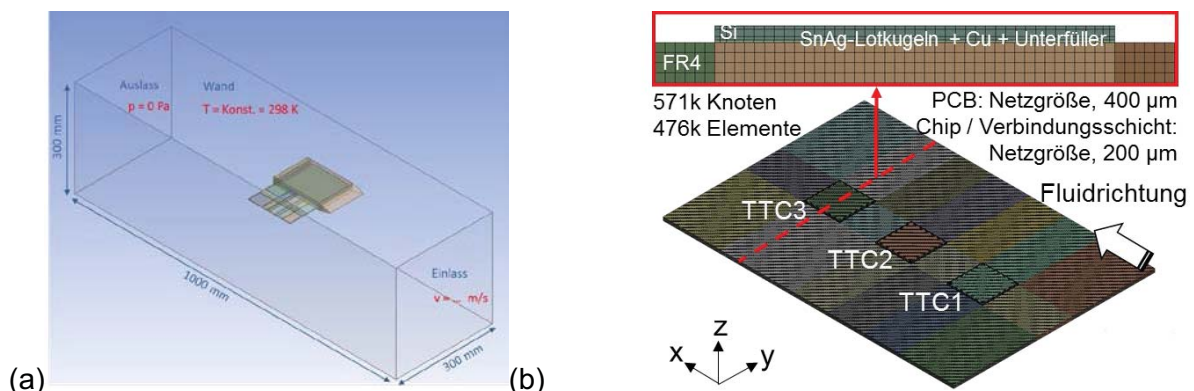 Auslass
p = 0 Pa
Wand
T = Konst. = 298 K
300 mm
1000 mm
Einlass
v = ... m/s
300 mm
(a)
Si
SnAg-Lotkugeln + Cu + Unterfüller
FR4
571k Knoten
476k Elemente
PCB: Netzgröße, 400 µm
Chip / Verbindungsschicht:
Netzgröße, 200 µm
Fluidrichtung
TTC3
TTC2
TTC1
z
x
y
(b)